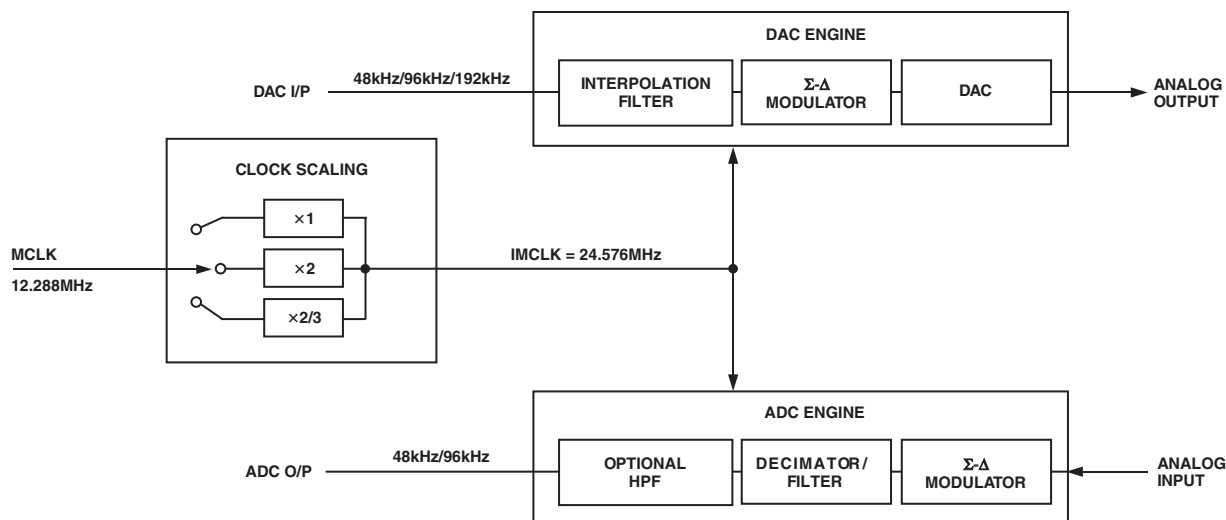 DAC ENGINE
DAC I/P
48kHz/96kHz/192kHz
INTERPOLATION
FILTER
Σ-Δ
MODULATOR
DAC
ANALOG
OUTPUT
CLOCK SCALING
×1
MCLK
12.288MHz
×2
IMCLK = 24.576MHz
×2/3
ADC ENGINE
ADC O/P
48kHz/96kHz
OPTIONAL
HPF
DECIMATOR/
FILTER
Σ-Δ
MODULATOR
ANALOG
INPUT